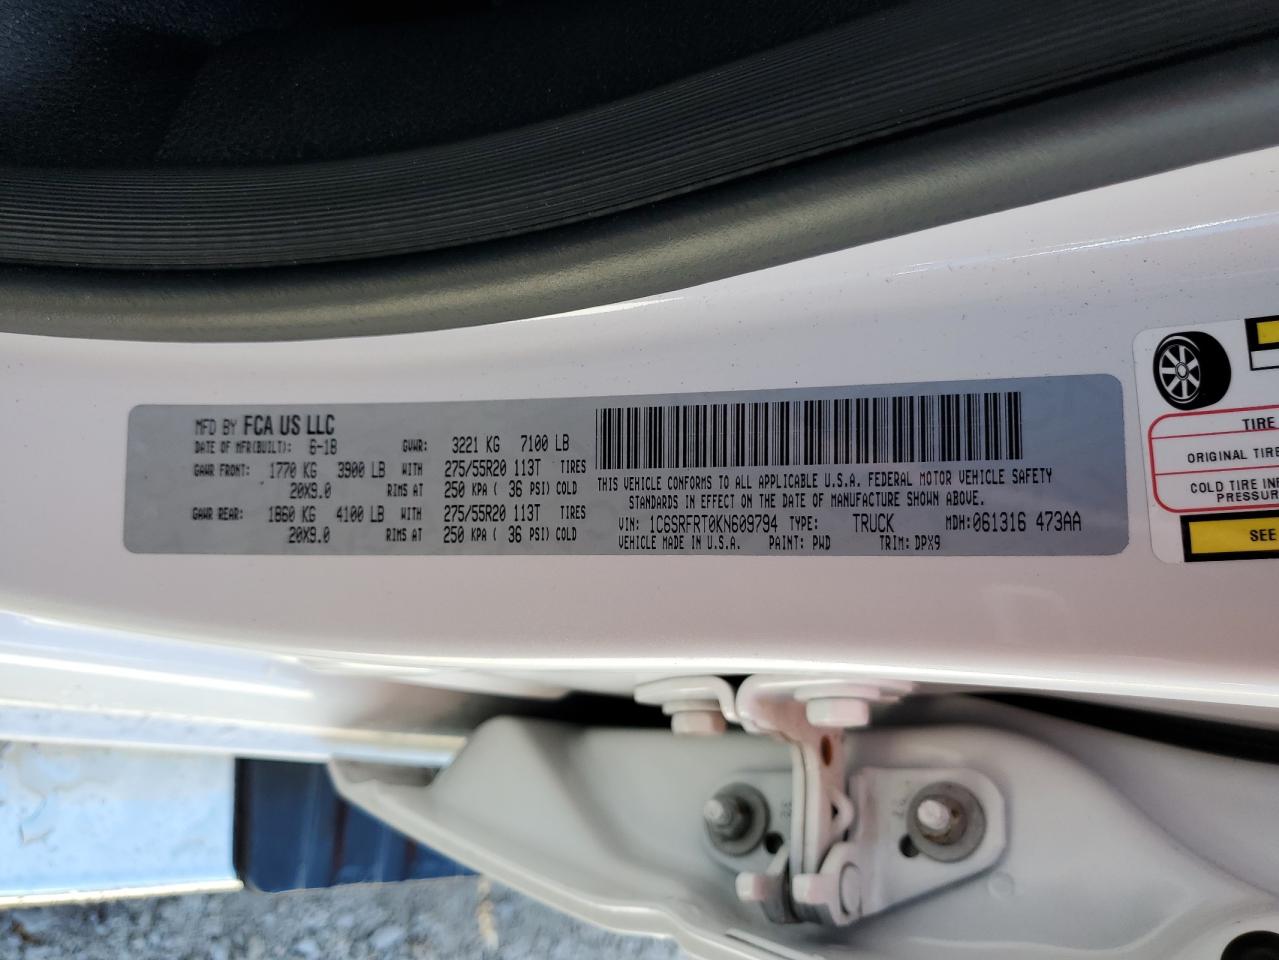 MFD BY FCA US LLC
DATE OF MFR(BUILT): 6-18 GVWR: 3221 KG 7100 LB
GAWR FRONT: 1770 KG 3900 LB WITH 275/55R20 113T TIRES
20X9.0 RIMS AT 250 KPA ( 36 PSI) COLD
GAWR REAR: 1860 KG 4100 LB WITH 275/55R20 113T TIRES
20X9.0 RIMS AT 250 KPA ( 36 PSI) COLD
THIS VEHICLE CONFORMS TO ALL APPLICABLE U.S.A. FEDERAL MOTOR VEHICLE SAFETY
STANDARDS IN EFFECT ON THE DATE OF MANUFACTURE SHOWN ABOVE.
VIN: 1C6SRFRT0KN609794 TYPE: TRUCK MDH:061316 473AA
VEHICLE MADE IN U.S.A. PAINT: PWD TRIM: DPX9
TIRE
ORIGINAL TIRE
COLD TIRE INF
PRESSURE
SEE